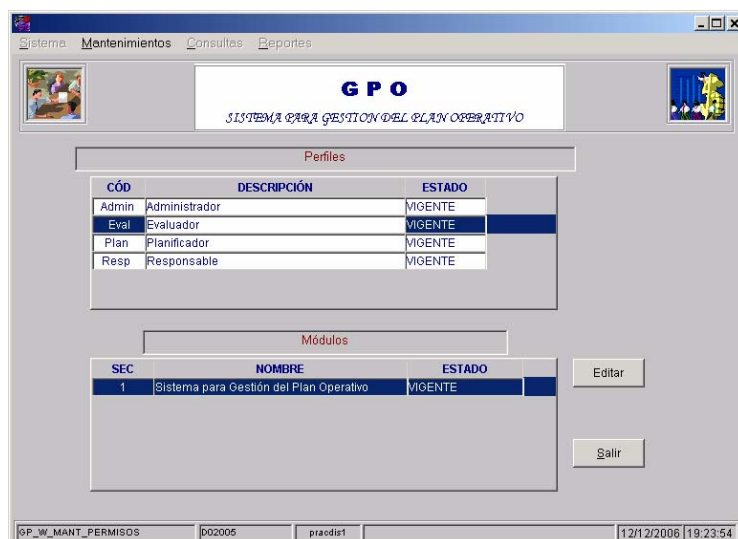 Sistema Mantenimientos Consultas Reportes
G P O
SISTEMA PARA GESTION DEL PLAN OPERATIVO
Perfiles
CÓD DESCRIPCIÓN ESTADO
Admin Administrador VIGENTE
Eval Evaluador VIGENTE
Plan Planificador VIGENTE
Resp Responsable VIGENTE
Módulos
SEC NOMBRE ESTADO
1 Sistema para Gestión del Plan Operativo VIGENTE
Editar
Salir
GP_W_MANT_PERMISOS D02005 pracdis1 12/12/2006 19:23:54